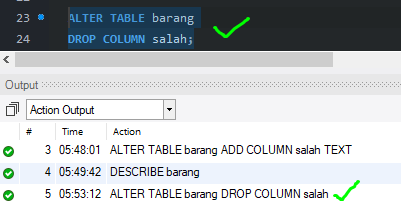 23 ALTER TABLE barang
24 DROP COLUMN salah;
Output
Action Output
# Time Action
3 05:48:01 ALTER TABLE barang ADD COLUMN salah TEXT
4 05:49:42 DESCRIBE barang
5 05:53:12 ALTER TABLE barang DROP COLUMN salah